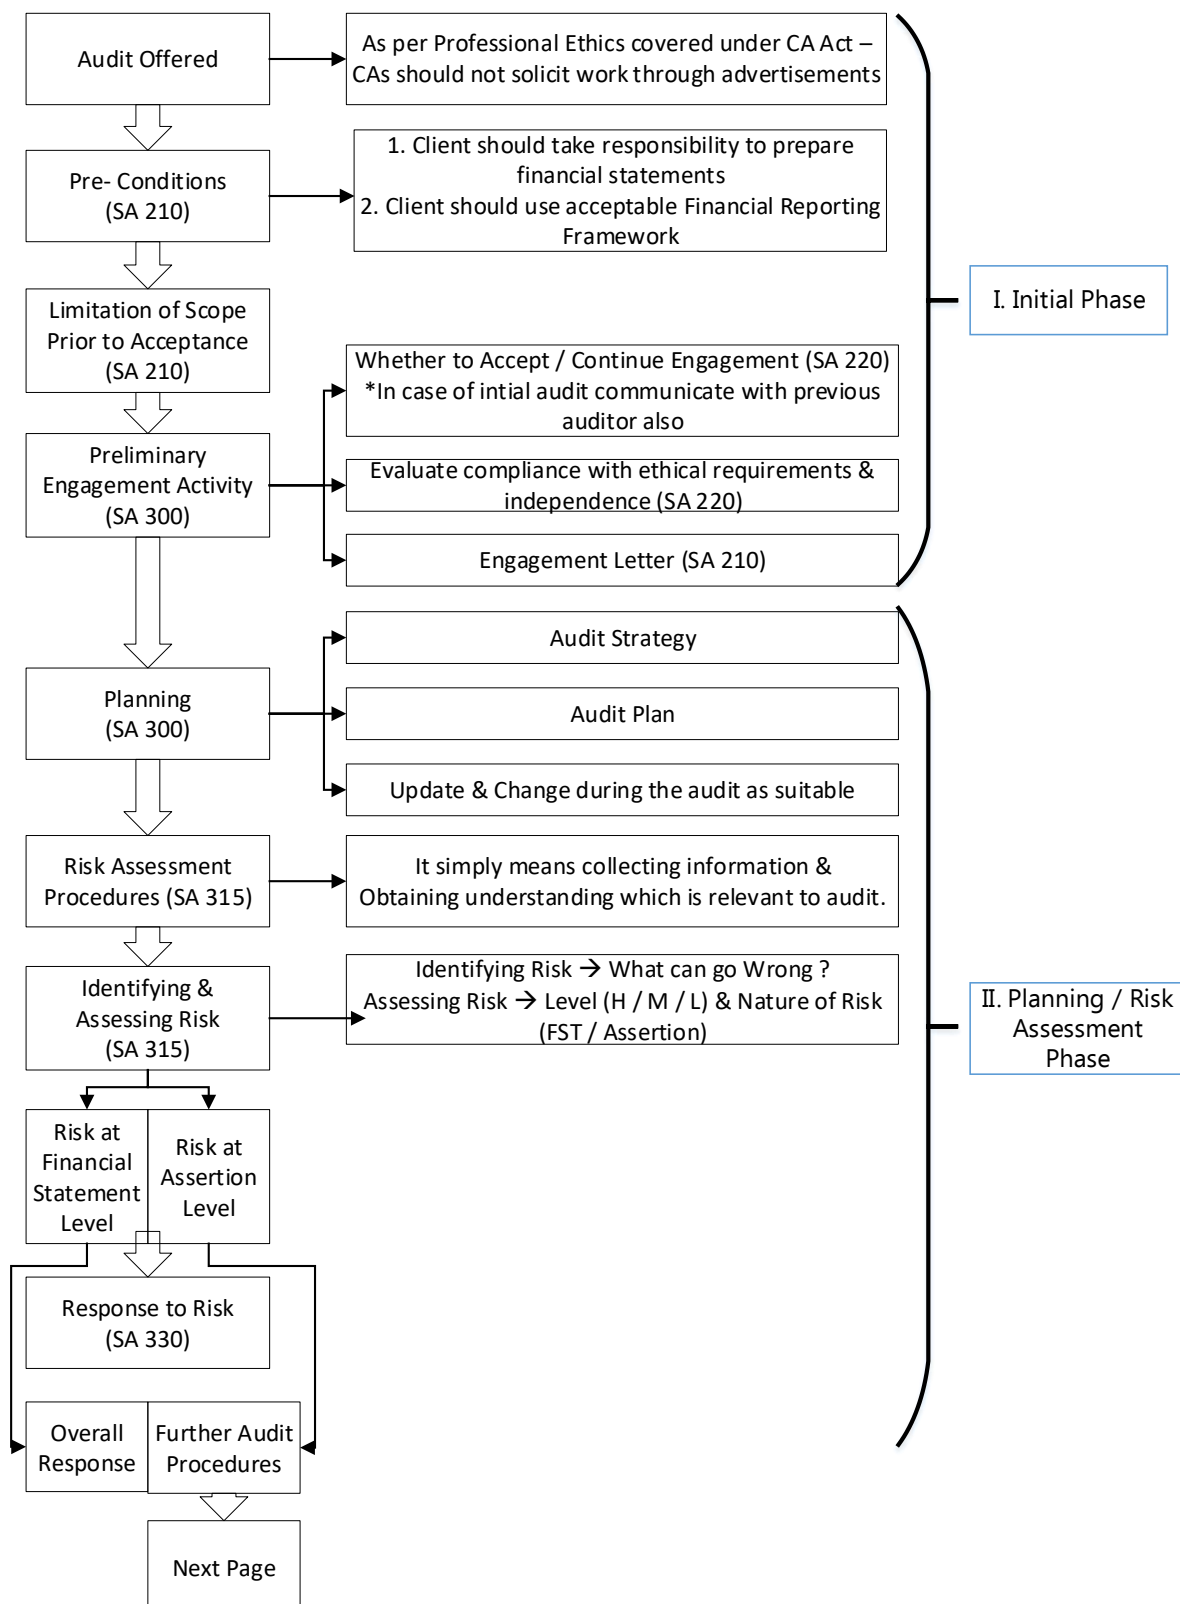 Audit Offered
As per Professional Ethics covered under CA Act –
CAs should not solicit work through advertisements
Pre- Conditions
(SA 210)
1. Client should take responsibility to prepare
financial statements
2. Client should use acceptable Financial Reporting
Framework
I. Initial Phase
Limitation of Scope
Prior to Acceptance
(SA 210)
Whether to Accept / Continue Engagement (SA 220)
*In case of intial audit communicate with previous
auditor also
Preliminary
Engagement Activity
(SA 300)
Evaluate compliance with ethical requirements &
independence (SA 220)
Engagement Letter (SA 210)
Audit Strategy
Planning
(SA 300)
Audit Plan
Update & Change during the audit as suitable
Risk Assessment
Procedures (SA 315)
It simply means collecting information &
Obtaining understanding which is relevant to audit.
Identifying &
Assessing Risk
(SA 315)
Identifying Risk → What can go Wrong ?
Assessing Risk → Level (H / M / L) & Nature of Risk
(FST / Assertion)
II. Planning / Risk
Assessment
Phase
Risk at
Financial
Statement
Level
Risk at
Assertion
Level
Response to Risk
(SA 330)
Overall
Response
Further Audit
Procedures
Next Page